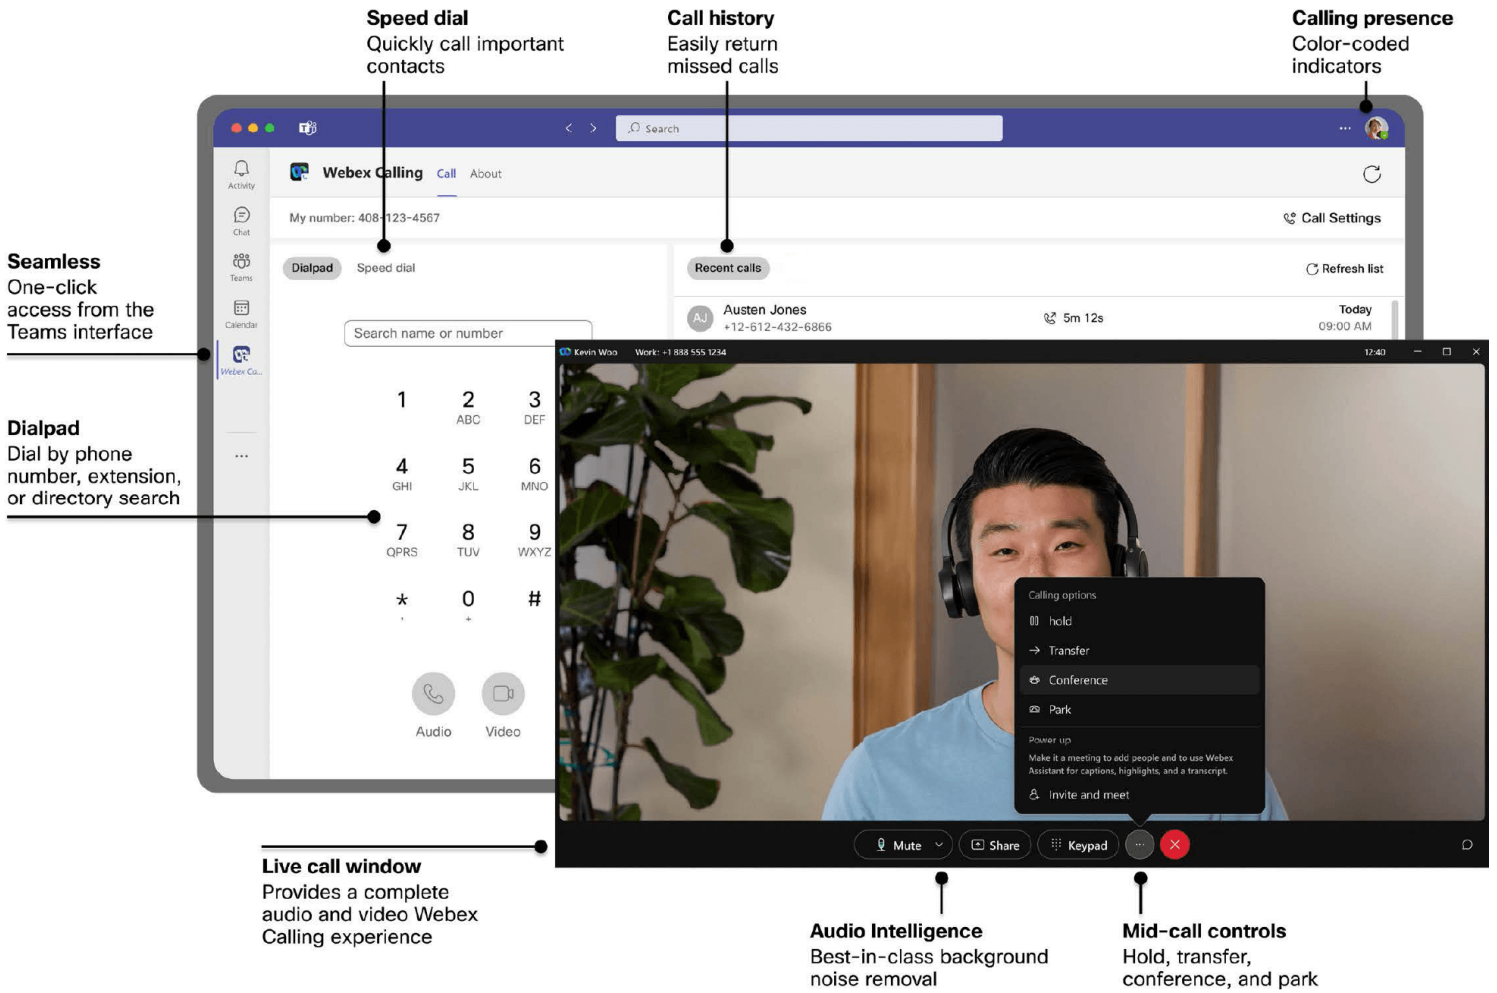 Speed dial
Quickly call important
contacts
Call history
Easily return
missed calls
Calling presence
Color-coded
indicators
Search
Activity
Webex Calling Call About
My number: 408-123-4567
Call Settings
Chat
Seamless
One-click
access from the
Teams interface
Teams
Dialpad Speed dial
Recent calls
Refresh list
Calendar
Search name or number
AJ
Austen Jones
+12-612-432-6866
5m 12s
Today
09:00 AM
Webex Ca...
Kevin Woo Work: +1 888 555 1234
12:40
Dialpad
Dial by phone
number, extension,
or directory search
...
1 2 3
ABC DEF
4 5 6
GHI JKL MNO
7 8 9
QPRS TUV WXYZ
* 0 #
, +
Audio Video
Calling options
hold
Transfer
Conference
Park
Power up
Make it a meeting to add people and to use Webex
Assistant for captions, highlights, and a transcript.
Invite and meet
Mute Share Keypad ...
Live call window
Provides a complete
audio and video Webex
Calling experience
Audio Intelligence
Best-in-class background
noise removal
Mid-call controls
Hold, transfer,
conference, and park